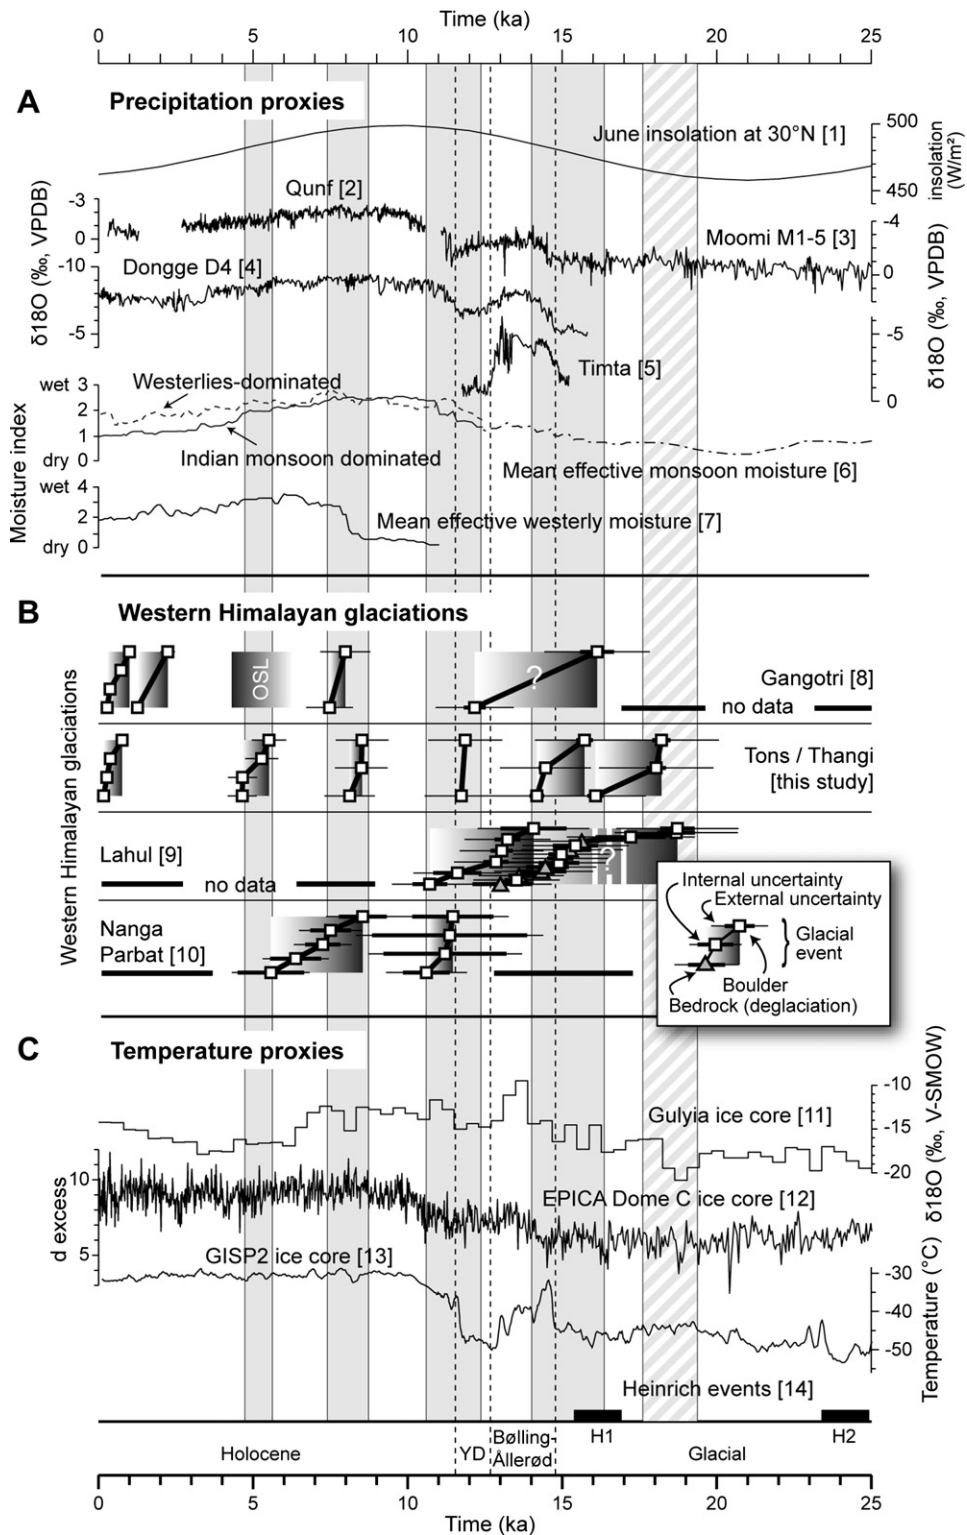 Time (ka)
0 5 10 15 20 25
A Precipitation proxies
500
June insolation at 30°N [1]
450
insolation
(W/m²)
Qunf [2]
-3
0
δ18O (‰, VPDB)
-4
Moomi M1-5 [3]
0
Dongge D4 [4]
-10
-5
-5
Timta [5]
0
δ18O (‰, VPDB)
wet 3
Westerlies-dominated
2
1
Indian monsoon dominated
dry 0
Mean effective monsoon moisture [6]
Moisture index
wet 4
2
Mean effective westerly moisture [7]
dry 0
B Western Himalayan glaciations
Western Himalayan glaciations
OSL
?
Gangotri [8]
no data
Tons / Thangi
[this study]
Lahul [9]
?
no data
Nanga
Parbat [10]
Internal uncertainty
External uncertainty
Glacial
event
Boulder
Bedrock (deglaciation)
C Temperature proxies
-10
Gulyia ice core [11]
-15
-20
δ18O (‰, V-SMOW)
d excess
10
EPICA Dome C ice core [12]
5
GISP2 ice core [13]
-30
-40
-50
Temperature (°C)
Heinrich events [14]
Holocene
YD
Bølling-
Ållerød
H1
Glacial
H2
0 5 10 15 20 25
Time (ka)